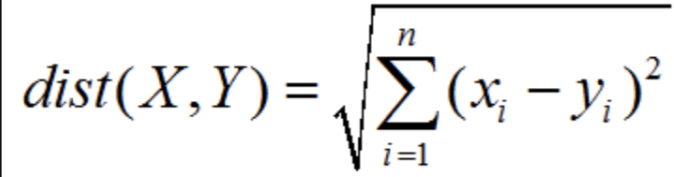 dist(X,Y) = √(∑_{i=1}^{n} (x_i − y_i)²)